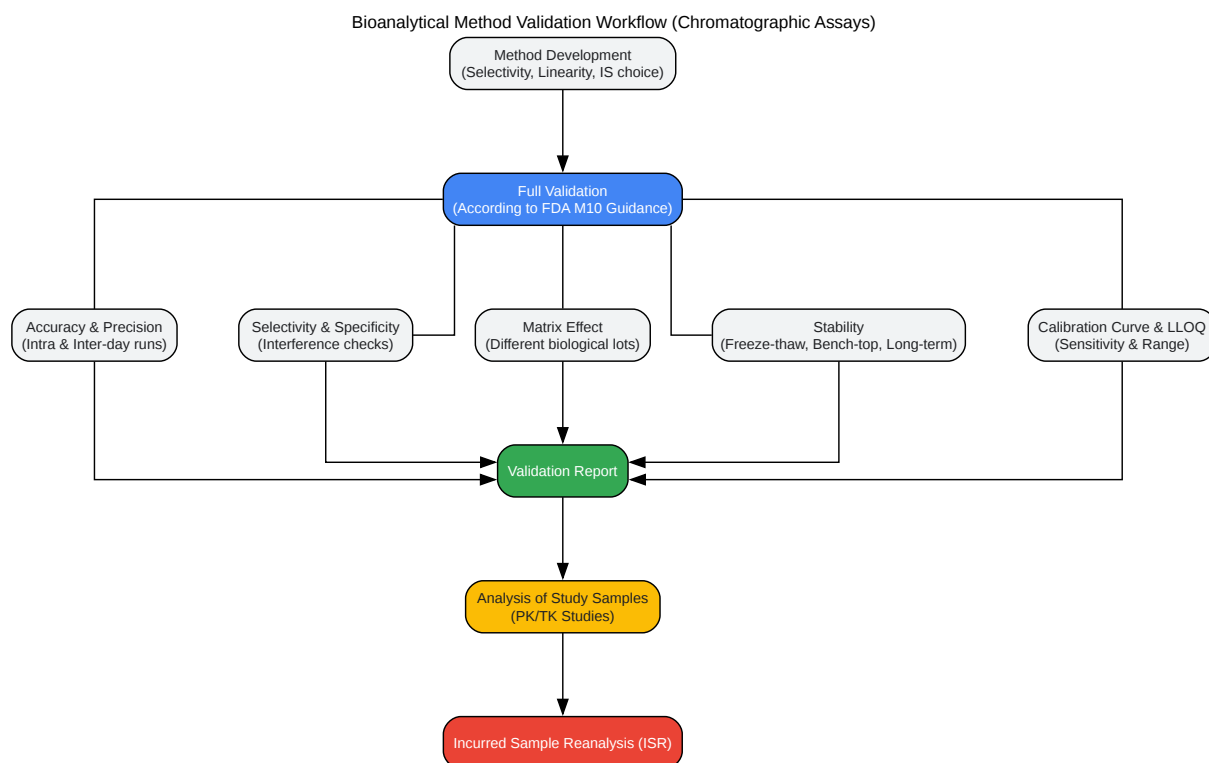 Bioanalytical Method Validation Workflow (Chromatographic Assays)
Method Development
(Selectivity, Linearity, IS choice)
Full Validation
(According to FDA M10 Guidance)
Accuracy & Precision
(Intra & Inter-day runs)
Selectivity & Specificity
(Interference checks)
Matrix Effect
(Different biological lots)
Stability
(Freeze-thaw, Bench-top, Long-term)
Calibration Curve & LLOQ
(Sensitivity & Range)
Validation Report
Analysis of Study Samples
(PK/TK Studies)
Incurred Sample Reanalysis (ISR)